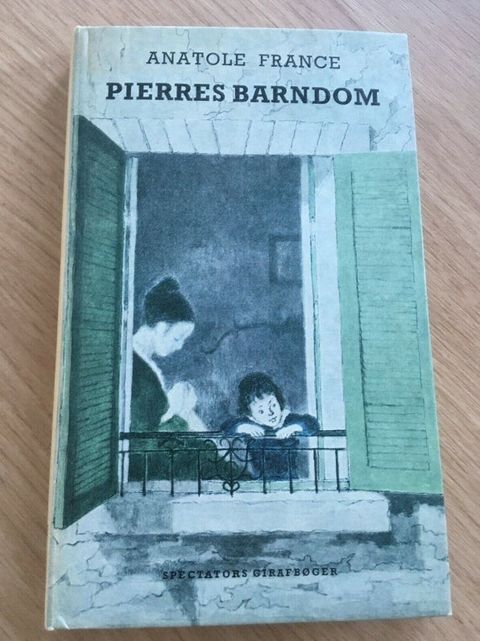 ANATOLE FRANCE
PIERRES BARNDOM
SPECTATORS GIRAFBØGER